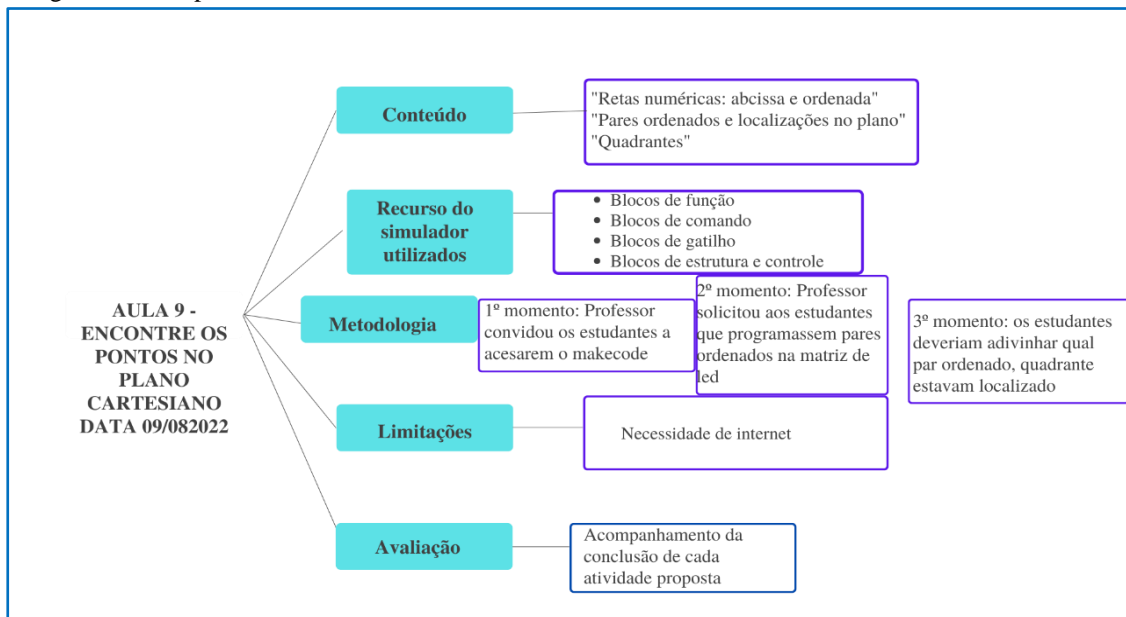 AULA 9 -
ENCONTRE OS
PONTOS NO
PLANO
CARTESIANO
DATA 09/082022
Conteúdo
"Retas numéricas: abcissa e ordenada"
"Pares ordenados e localizações no plano"
"Quadrantes"
Recurso do
simulador
utilizados
• Blocos de função
• Blocos de comando
• Blocos de gatilho
• Blocos de estrutura e controle
Metodologia
1º momento: Professor
convidou os estudantes a
acesarem o makecode
2º momento: Professor
solicitou aos estudantes
que programassem pares
ordenados na matriz de
led
3º momento: os estudantes
deveriam adivinhar qual
par ordenado, quadrante
estavam localizado
Limitações
Necessidade de internet
Avaliação
Acompanhamento da
conclusão de cada
atividade proposta